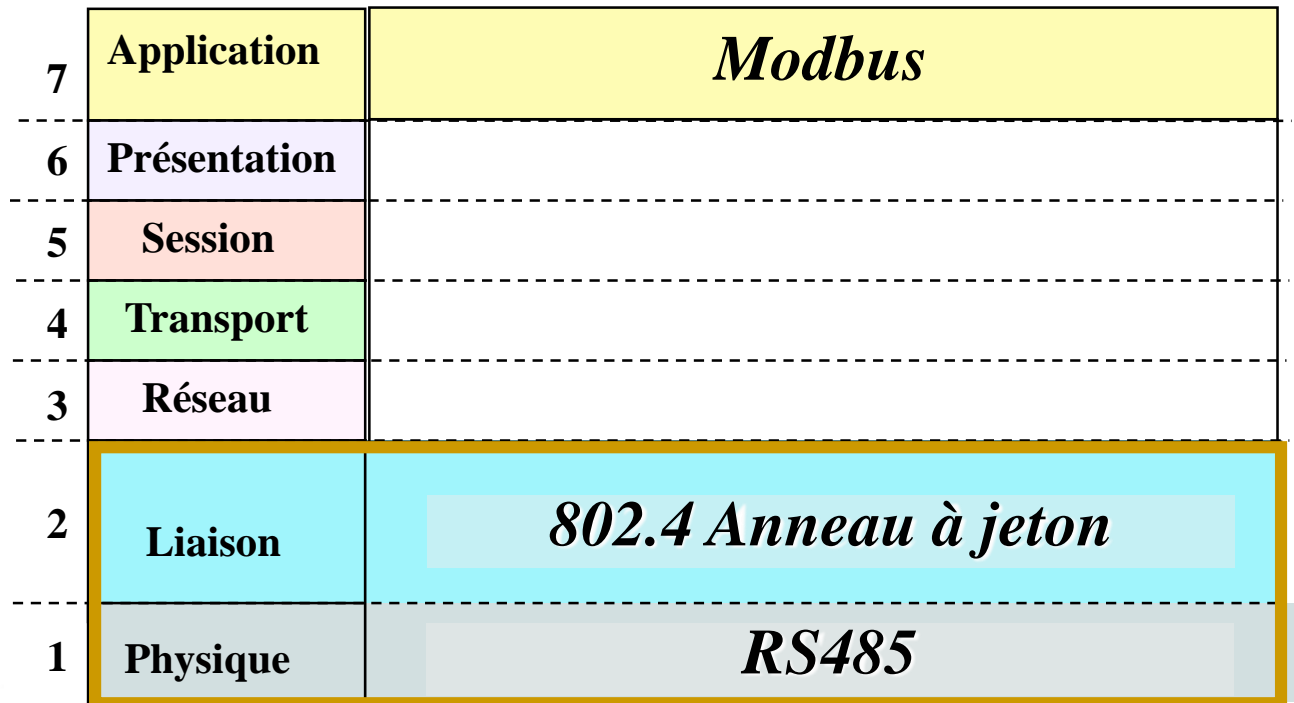 7 Application Modbus
6 Présentation
5 Session
4 Transport
3 Réseau
2 Liaison 802.4 Anneau à jeton
1 Physique RS485